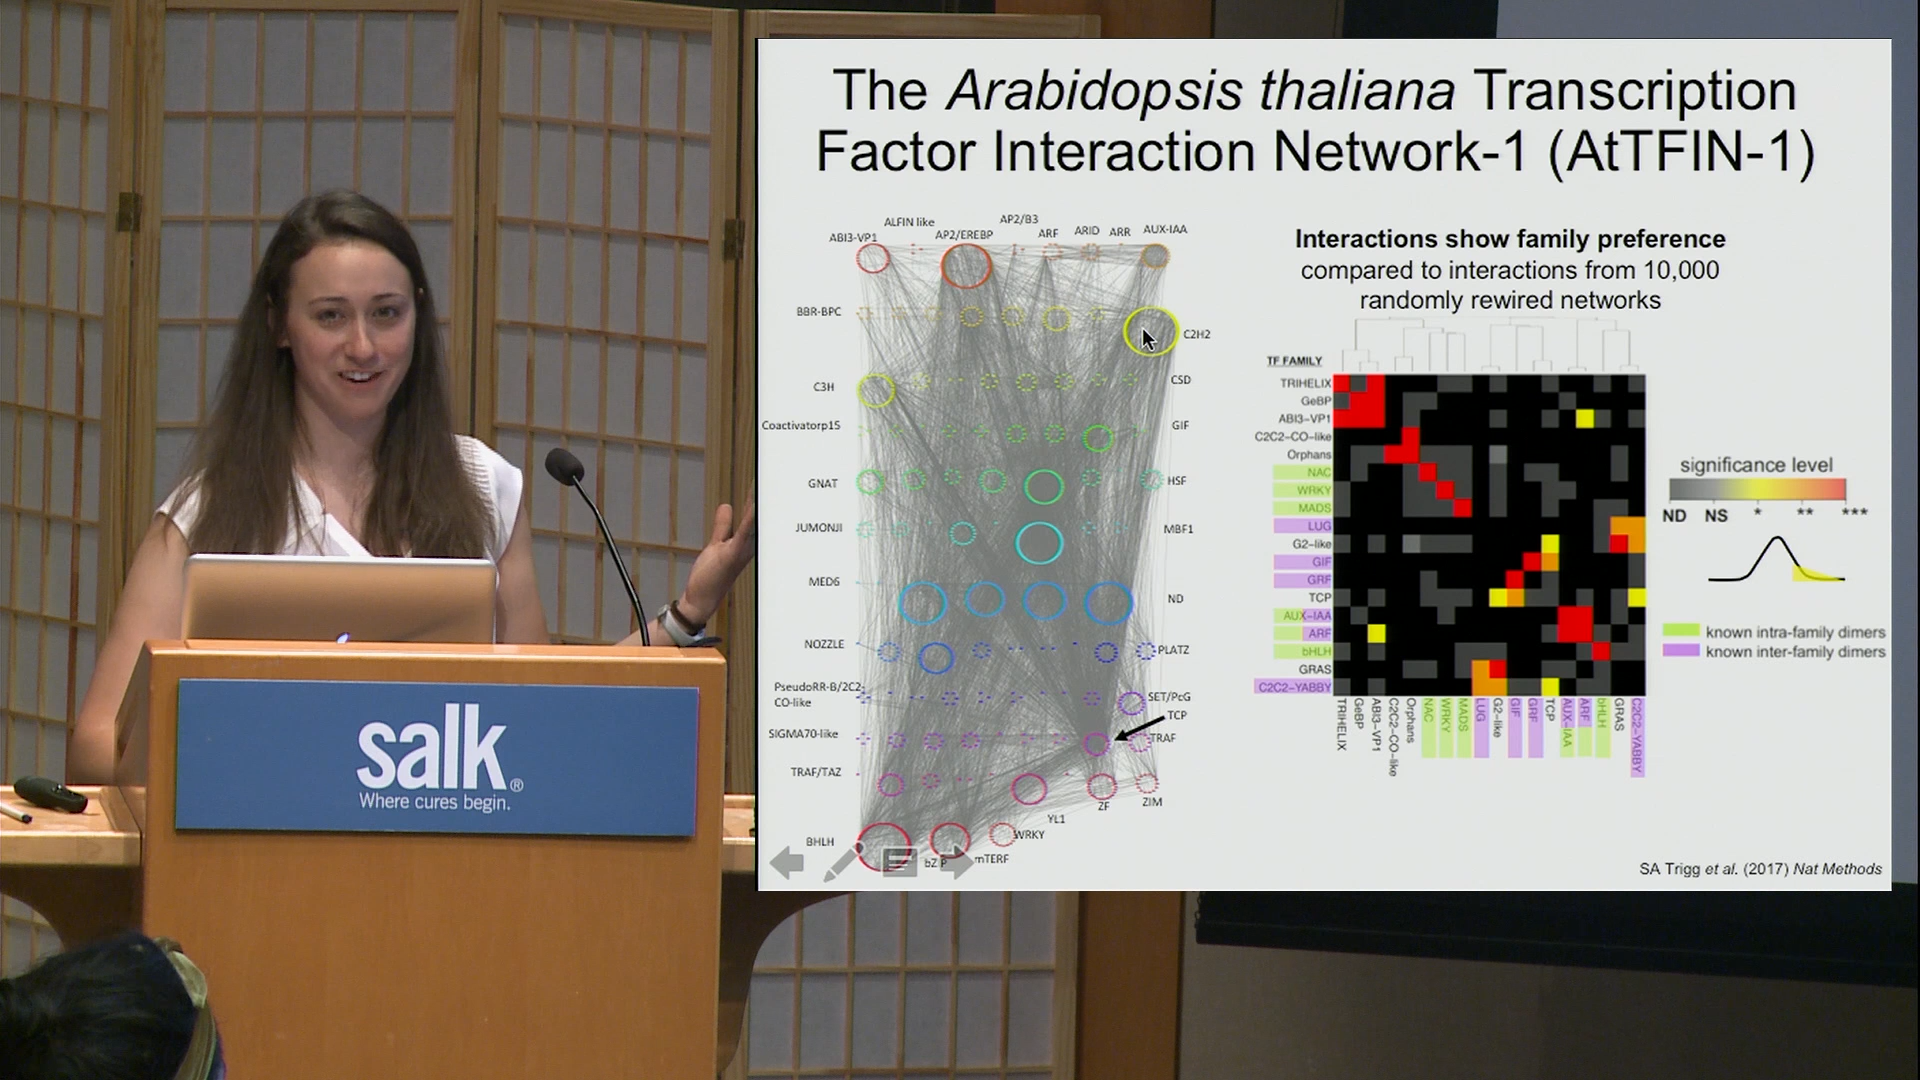 The Arabidopsis thaliana Transcription
Factor Interaction Network-1 (AtTFIN-1)
ABI3-VP1
ALFIN like
AP2/EREBP
AP2/B3
ARF
ARID
ARR
AUX-IAA
BBR-BPC
C2H2
C3H
CSD
Coactivatorp15
GIF
GNAT
HSF
JUMONJI
MBF1
MED6
ND
NOZZLE
PLATZ
PseudoRR-B/2C2-
CO-like
SET/PcG
TCP
SIGMA70-like
TRAF
TRAF/TAZ
ZF
ZIM
YL1
BHLH
WRKY
bZ P
mTERF
Interactions show family preference
compared to interactions from 10,000
randomly rewired networks
TF FAMILY
TRIHELIX
GeBP
ABI3-VP1
C2C2-CO-like
Orphans
NAC
WRKY
MADS
LUG
G2-like
GIF
GRF
TCP
AUX-IAA
ARF
bHLH
GRAS
C2C2-YABBY
TRIHELIX
GeBP
ABI3-VP1
C2C2-CO-like
Orphans
NAC
WRKY
MADS
LUG
G2-like
GIF
GRF
TCP
AUX-IAA
ARF
bHLH
GRAS
C2C2-YABBY
significance level
ND NS * ** ***
known intra-family dimers
known inter-family dimers
SA Trigg et al. (2017) Nat Methods
salk®
Where cures begin.